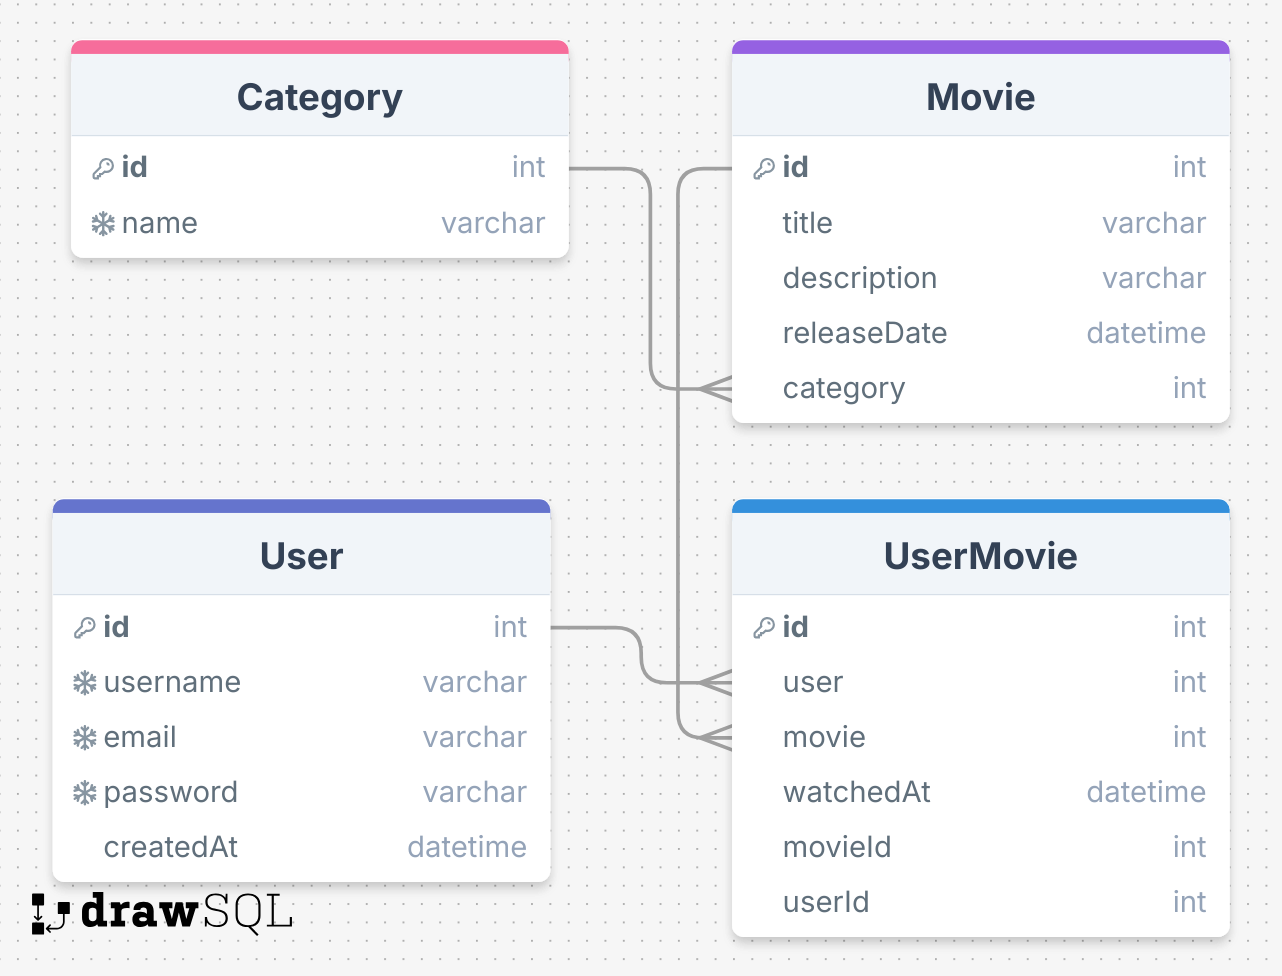 Category
id int
name varchar
Movie
id int
title varchar
description varchar
releaseDate datetime
category int
User
id int
username varchar
email varchar
password varchar
createdAt datetime
UserMovie
id int
user int
movie int
watchedAt datetime
movieId int
userId int
drawSQL